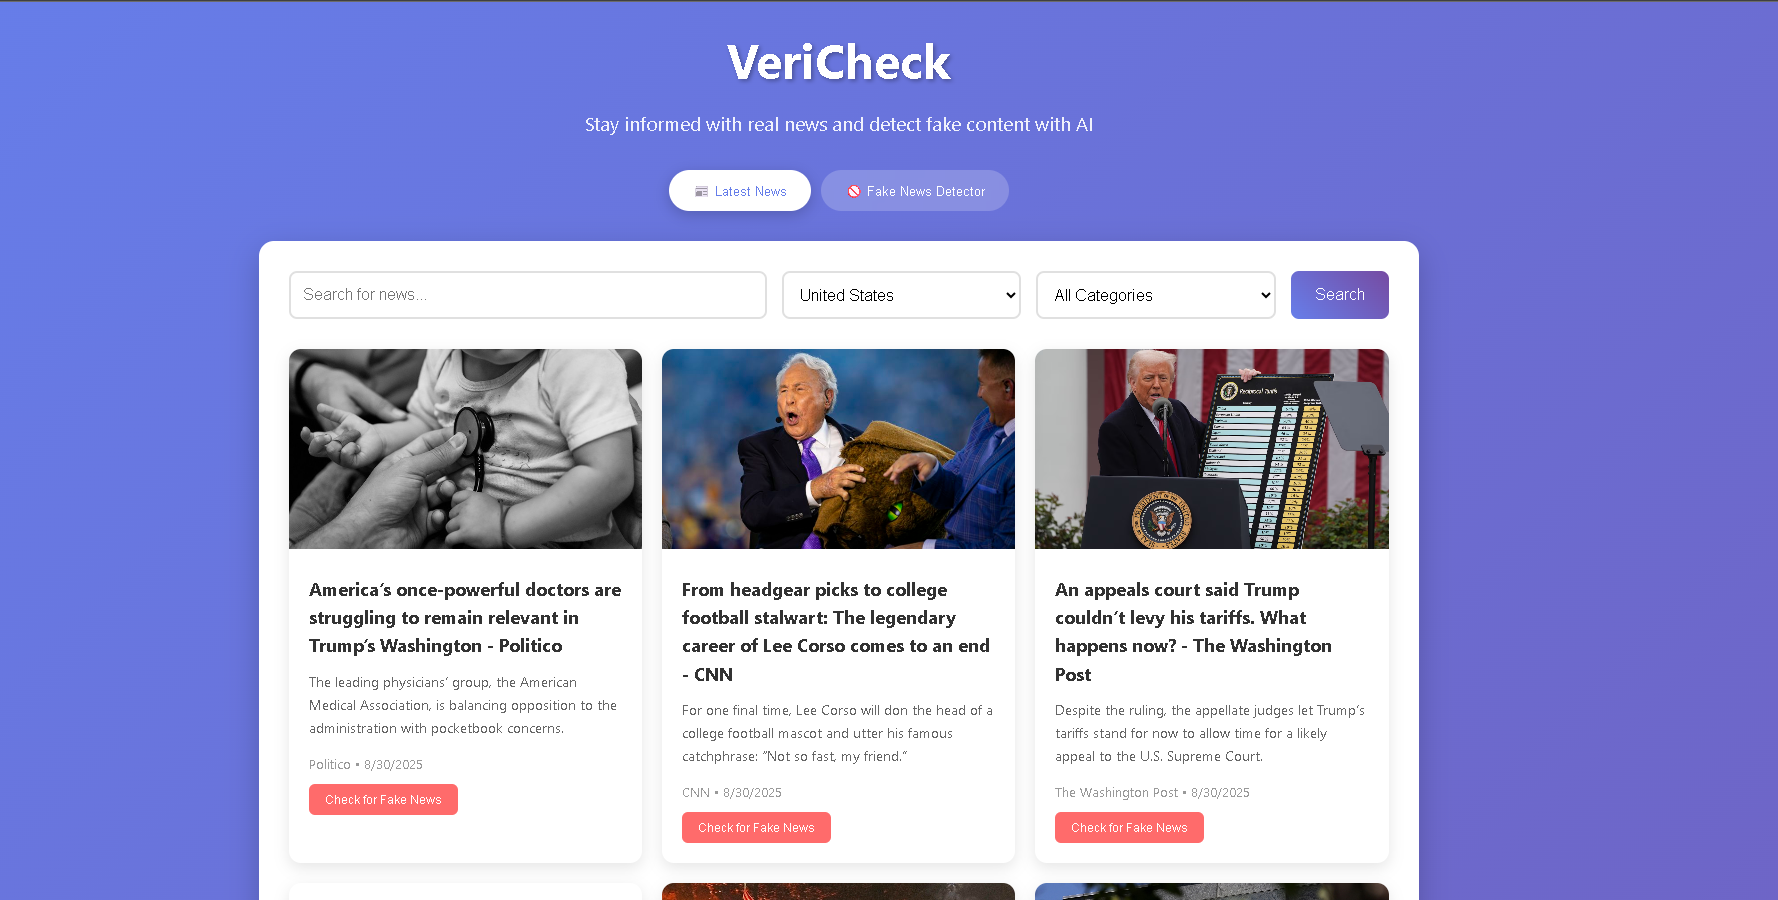 VeriCheck
Stay informed with real news and detect fake content with AI
Latest News
Fake News Detector
Search for news...
United States
All Categories
Search
Reciprocal Tariffs
America’s once-powerful doctors are
struggling to remain relevant in
Trump’s Washington - Politico
The leading physicians’ group, the American
Medical Association, is balancing opposition to the
administration with pocketbook concerns.
Politico • 8/30/2025
Check for Fake News
From headgear picks to college
football stalwart: The legendary
career of Lee Corso comes to an end
- CNN
For one final time, Lee Corso will don the head of a
college football mascot and utter his famous
catchphrase: “Not so fast, my friend.”
CNN • 8/30/2025
Check for Fake News
An appeals court said Trump
couldn’t levy his tariffs. What
happens now? - The Washington
Post
Despite the ruling, the appellate judges let Trump’s
tariffs stand for now to allow time for a likely
appeal to the U.S. Supreme Court.
The Washington Post • 8/30/2025
Check for Fake News